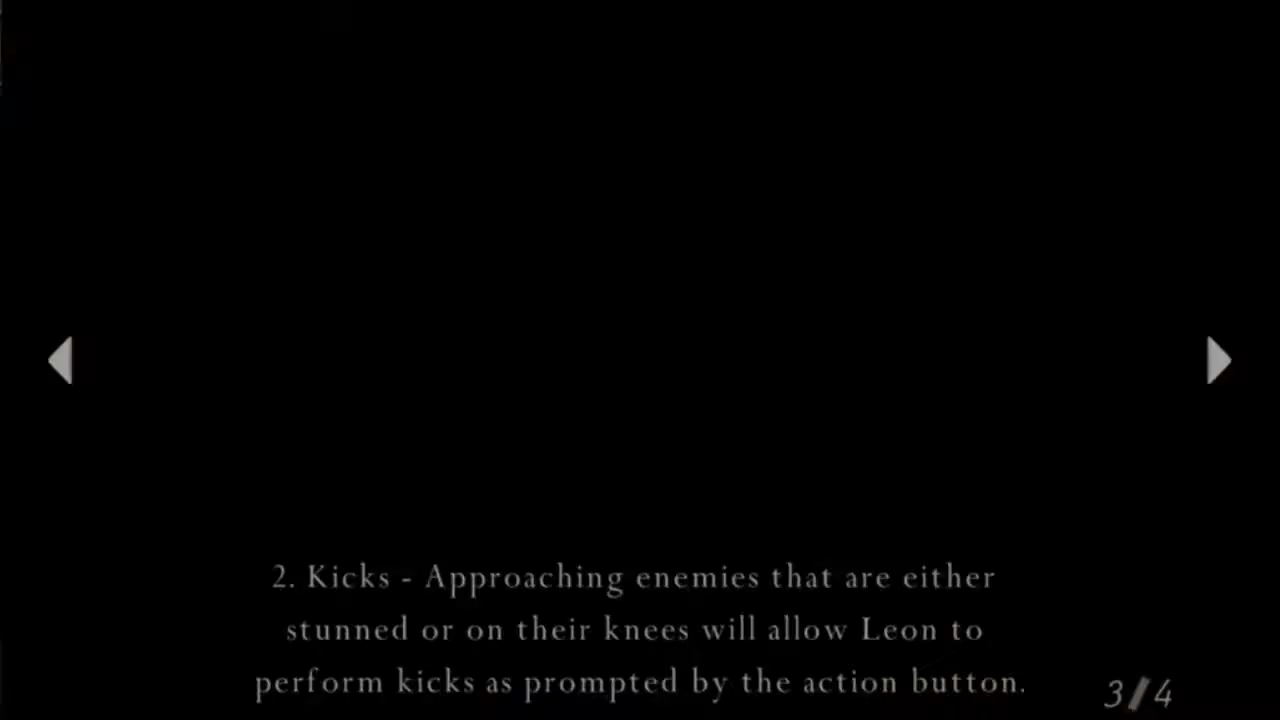 2. Kicks - Approaching enemies that are either
stunned or on their knees will allow Leon to
perform kicks as prompted by the action button.
3/4